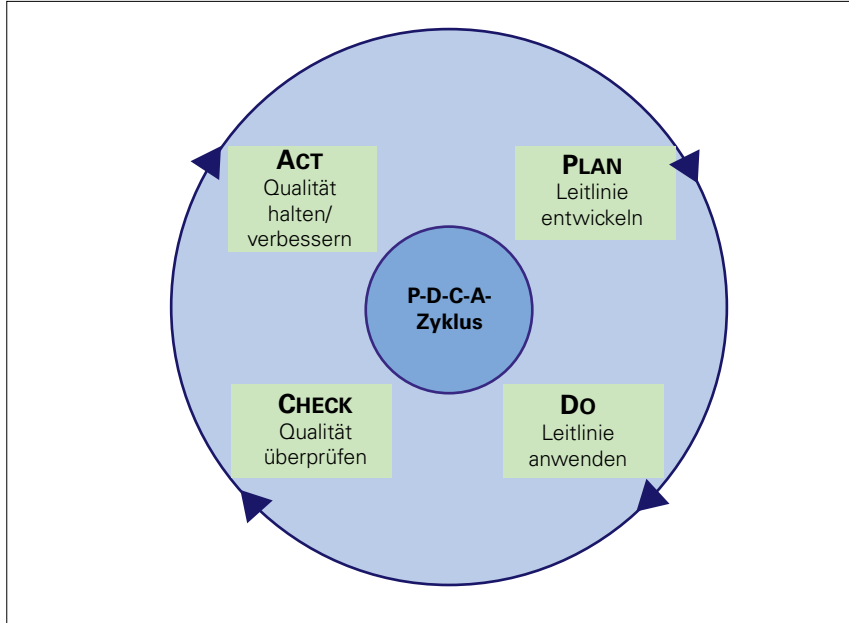 ACT
Qualität
halten/
verbessern
PLAN
Leitlinie
entwickeln
P-D-C-A-
Zyklus
CHECK
Qualität
überprüfen
DO
Leitlinie
anwenden